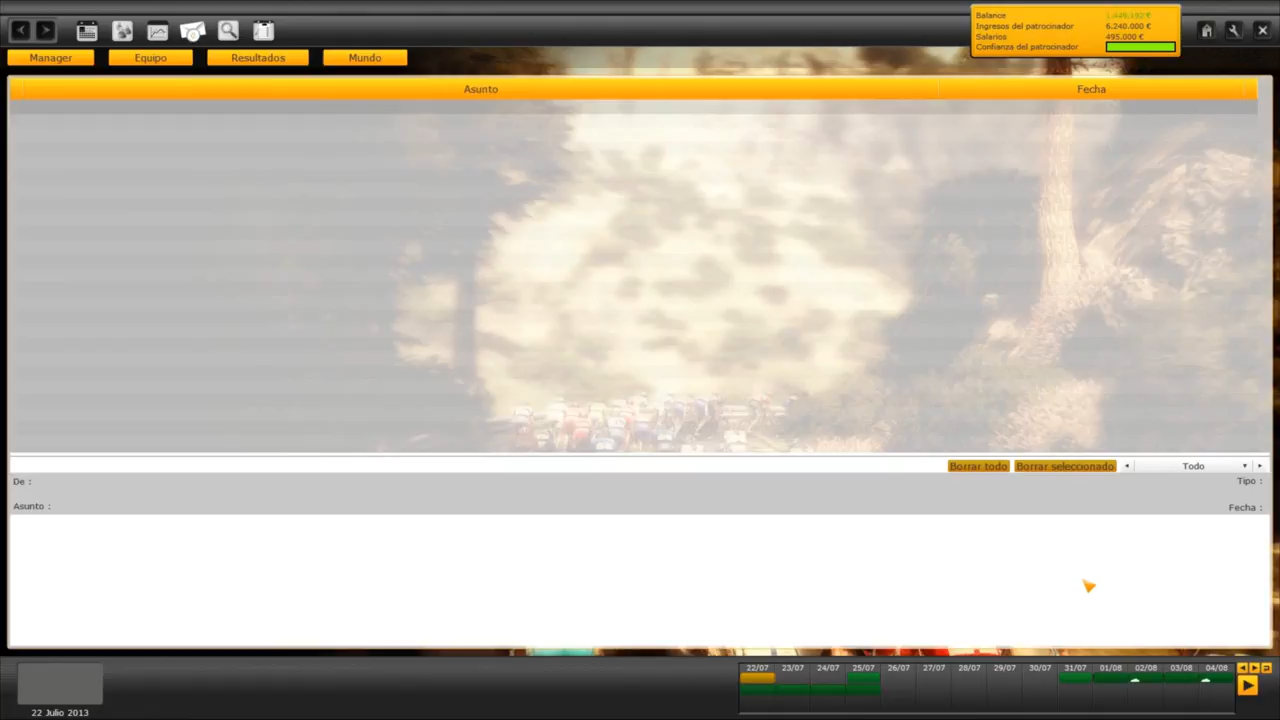 Balance 1.449.192 €
Ingresos del patrocinador 6.240.000 €
Salarios 495.000 €
Confianza del patrocinador
Manager Equipo Resultados Mundo
Asunto Fecha
Borrar todo Borrar seleccionado Todo
De : Tipo :
Asunto : Fecha :
22/07 23/07 24/07 25/07 26/07 27/07 28/07 29/07 30/07 31/07 01/08 02/08 03/08 04/08
22 Julio 2013